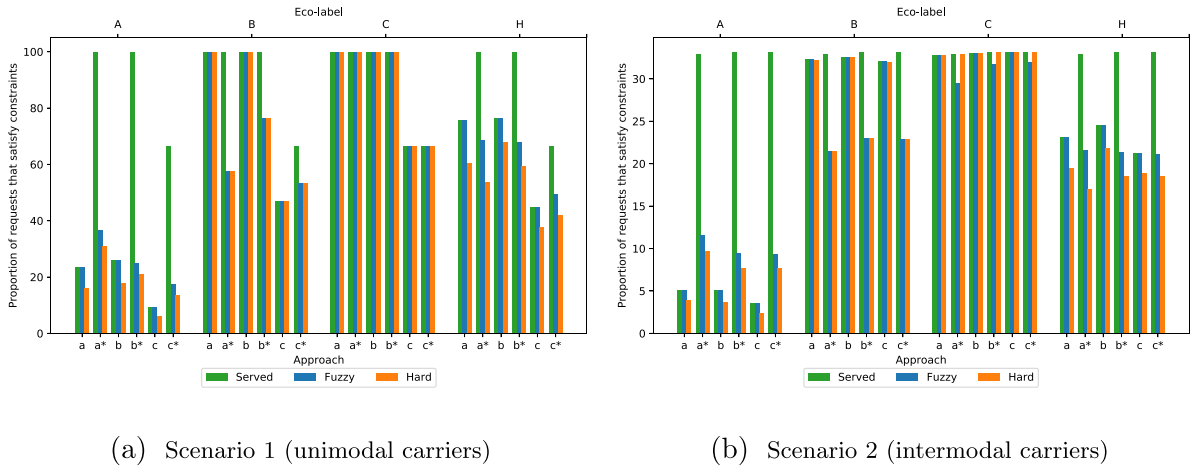 Eco-label
A B C H
Proportion of requests that satisfy constraints
100
80
60
40
20
0
a a* b b* c c* a a* b b* c c* a a* b b* c c* a a* b b* c c*
Approach
Served Fuzzy Hard
(a) Scenario 1 (unimodal carriers)
Eco-label
A B C H
Proportion of requests that satisfy constraints
30
25
20
15
10
5
0
a a* b b* c c* a a* b b* c c* a a* b b* c c* a a* b b* c c*
Approach
Served Fuzzy Hard
(b) Scenario 2 (intermodal carriers)